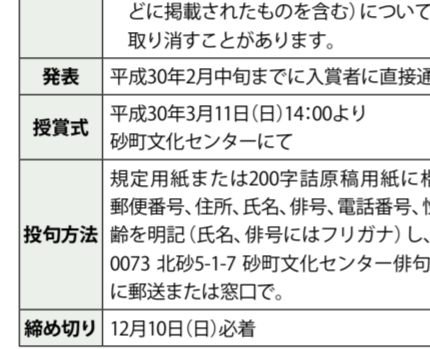 どに掲載されたものを含む）について
取り消すことがあります。
発表
平成30年2月中旬までに入賞者に直接通
授賞式
平成30年3月11日（日）14:00より
砂町文化センターにて
投句方法
規定用紙または200字詰原稿用紙に
郵便番号、住所、氏名、俳号、電話番号、
齢を明記（氏名、俳号にはフリガナ）し、
0073 北砂5-1-7 砂町文化センター俳句
に郵送または窓口で。
締め切り
12月10日（日）必着